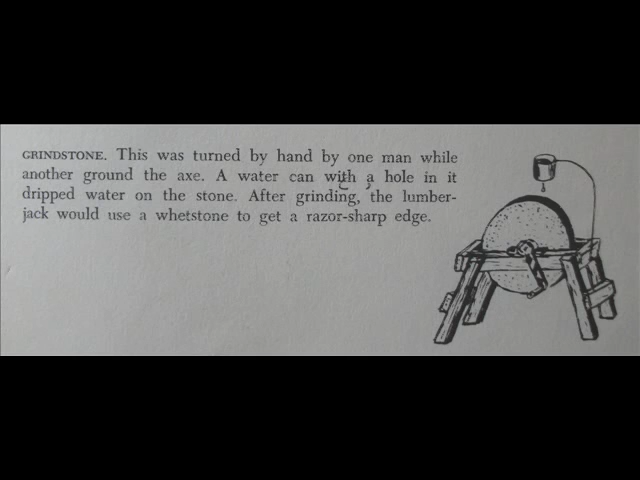 GRINDSTONE. This was turned by hand by one man while
another ground the axe. A water can with a hole in it
dripped water on the stone. After grinding, the lumber-
jack would use a whetstone to get a razor-sharp edge.